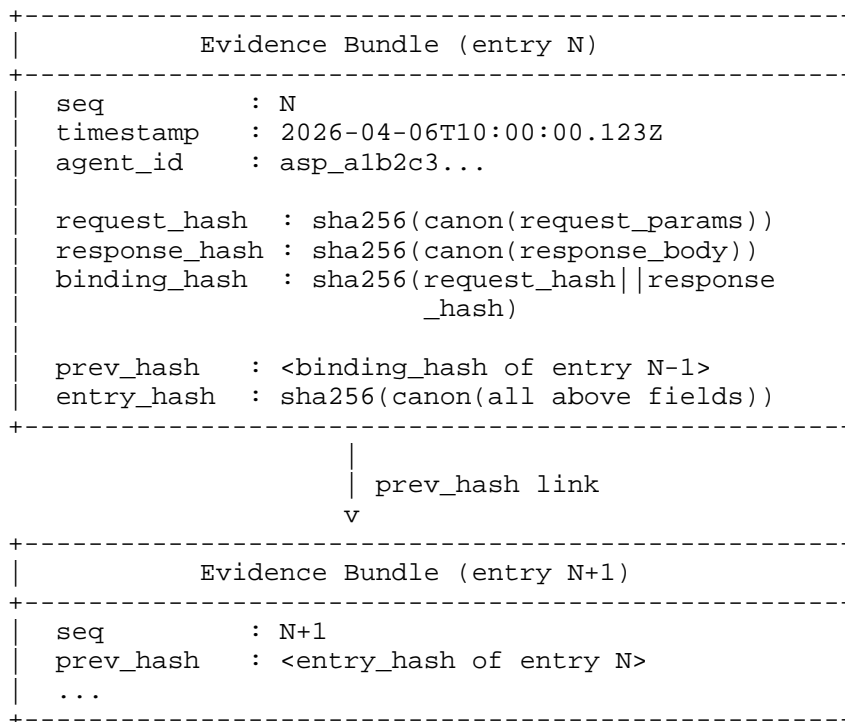 Evidence Bundle (entry N)
seq : N
timestamp : 2026-04-06T10:00:00.123Z
agent_id : asp_a1b2c3...
request_hash : sha256(canon(request_params))
response_hash : sha256(canon(response_body))
binding_hash : sha256(request_hash||response
_hash)
prev_hash : <binding_hash of entry N-1>
entry_hash : sha256(canon(all above fields))
prev_hash link
v
Evidence Bundle (entry N+1)
seq : N+1
prev_hash : <entry_hash of entry N>
...